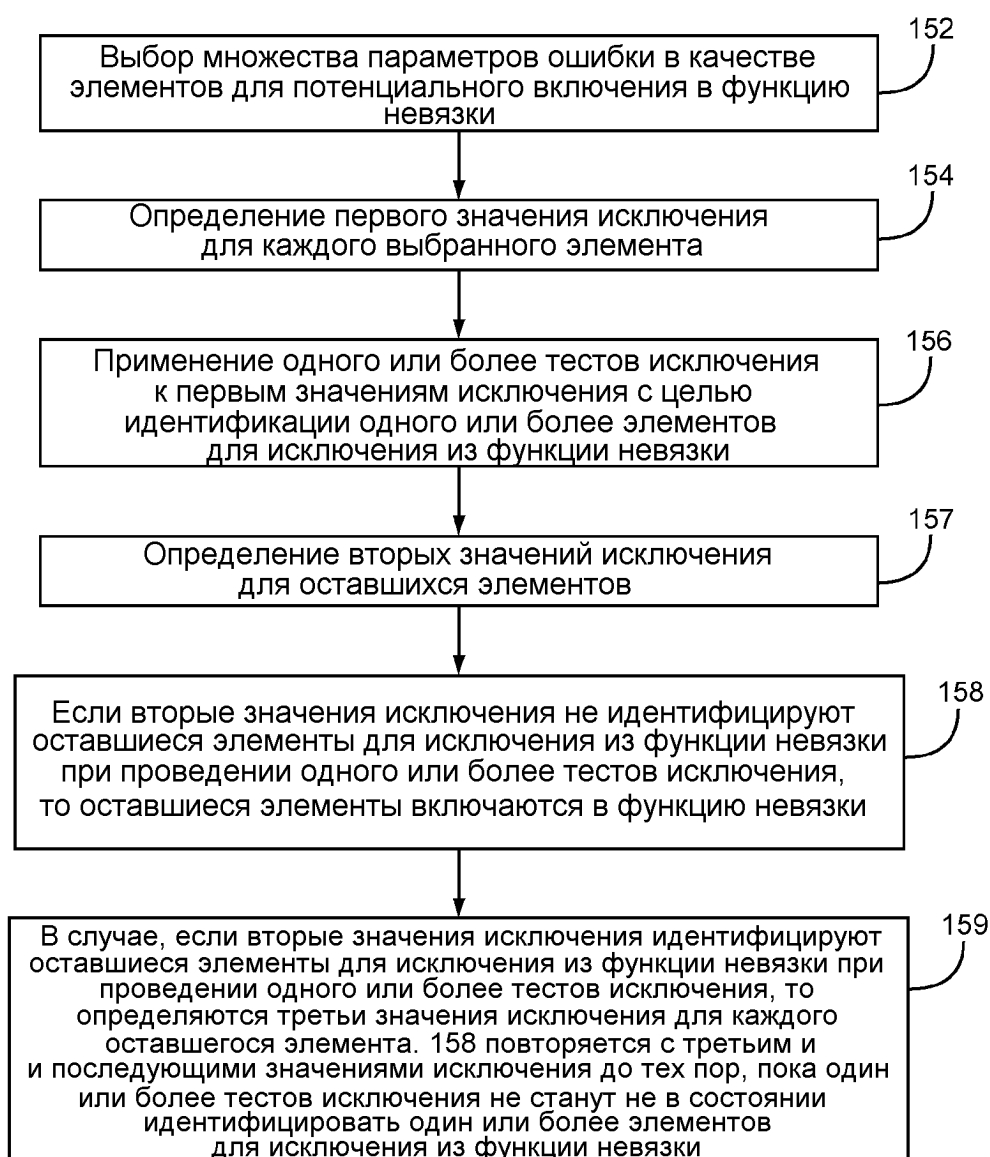 152
Выбор множества параметров ошибки в качестве
элементов для потенциального включения в функцию
невязки
154
Определение первого значения исключения
для каждого выбранного элемента
156
Применение одного или более тестов исключения
к первым значениям исключения с целью
идентификации одного или более элементов
для исключения из функции невязки
157
Определение вторых значений исключения
для оставшихся элементов
158
Если вторые значения исключения не идентифицируют
оставшиеся элементы для исключения из функции невязки
при проведении одного или более тестов исключения,
то оставшиеся элементы включаются в функцию невязки
159
В случае, если вторые значения исключения идентифицируют
оставшиеся элементы для исключения из функции невязки при
проведении одного или более тестов исключения, то
определяются третьи значения исключения для каждого
оставшегося элемента. 158 повторяется с третьим и
и последующими значениями исключения до тех пор, пока один
или более тестов исключения не станут не в состоянии
идентифицировать один или более элементов
для исключения из функции невязки